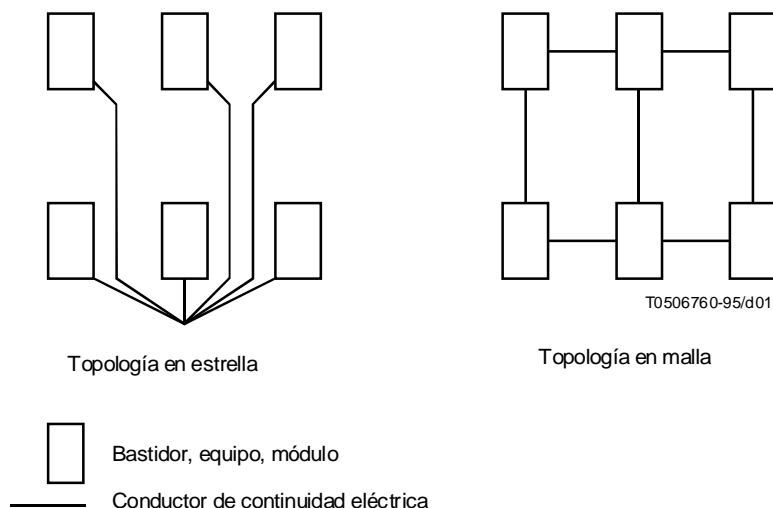 T0506760-95/d01
Topología en estrella
Topología en malla
Bastidor, equipo, módulo
Conductor de continuidad eléctrica